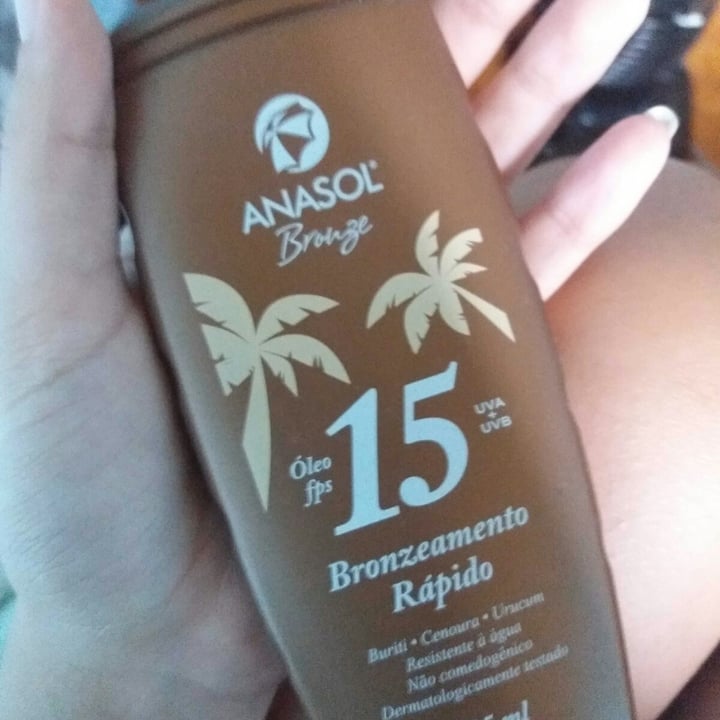 ANASOL®
Bronze
Óleo
fps
15
UVA
+
UVB
Bronzeamento
Rápido
Buriti • Cenoura • Urucum
Resistente à água
Não comedogênico
Dermatologicamente testado